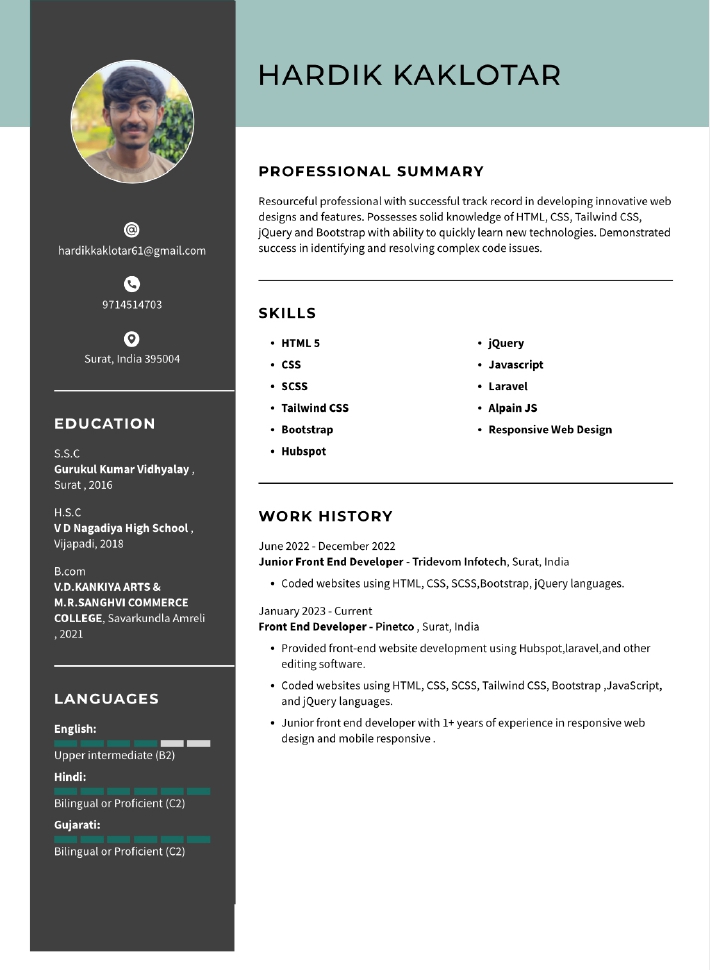 HARDIK KAKLOTAR
hardikkaklotar61@gmail.com
9714514703
Surat, India 395004
EDUCATION
S.S.C
Gurukul Kumar Vidhyalay ,
Surat , 2016
H.S.C
V D Nagadiya High School ,
Vijapadi, 2018
B.com
V.D.KANKIYA ARTS &
M.R.SANGHVI COMMERCE
COLLEGE, Savarkundla Amreli
, 2021
LANGUAGES
English:
Upper intermediate (B2)
Hindi:
Bilingual or Proficient (C2)
Gujarati:
Bilingual or Proficient (C2)
PROFESSIONAL SUMMARY
Resourceful professional with successful track record in developing innovative web
designs and features. Possesses solid knowledge of HTML, CSS, Tailwind CSS,
jQuery and Bootstrap with ability to quickly learn new technologies. Demonstrated
success in identifying and resolving complex code issues.
SKILLS
• HTML 5
• CSS
• SCSS
• Tailwind CSS
• Bootstrap
• Hubspot
• jQuery
• Javascript
• Laravel
• Alpain JS
• Responsive Web Design
WORK HISTORY
June 2022 - December 2022
Junior Front End Developer - Tridevom Infotech, Surat, India
• Coded websites using HTML, CSS, SCSS,Bootstrap, jQuery languages.
January 2023 - Current
Front End Developer - Pinetco , Surat, India
• Provided front-end website development using Hubspot,laravel,and other
editing software.
• Coded websites using HTML, CSS, SCSS, Tailwind CSS, Bootstrap ,JavaScript,
and jQuery languages.
• Junior front end developer with 1+ years of experience in responsive web
design and mobile responsive .